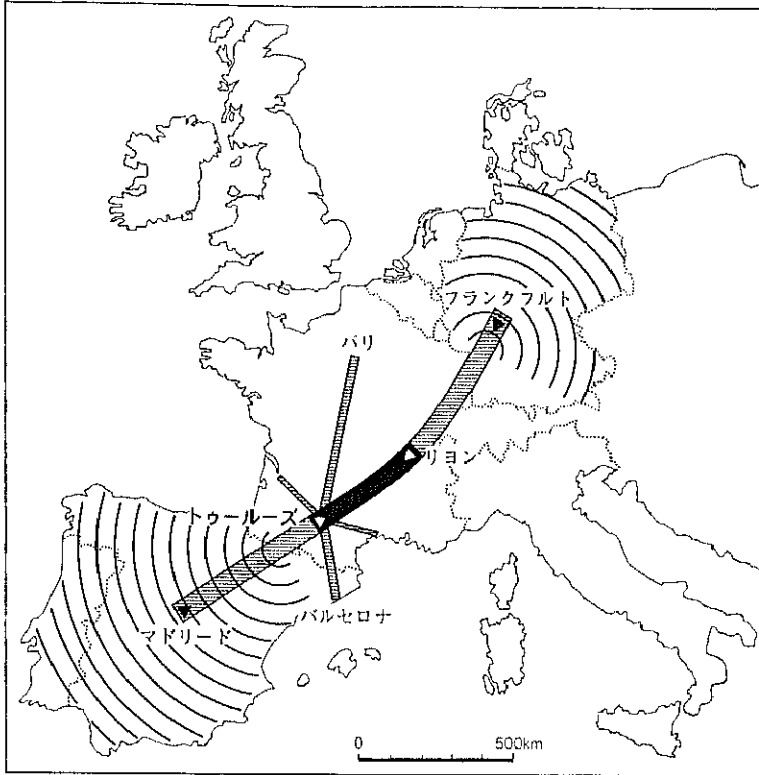 フランクフルト
パリ
リヨン
トゥールーズ
バルセロナ
マドリード
0 500km